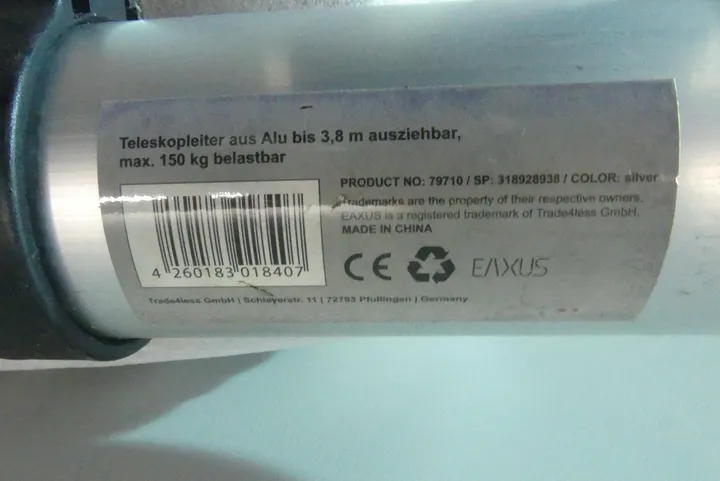 Teleskopleiter aus Alu bis 3,8 m ausziehbar,
max. 150 kg belastbar
PRODUCT NO: 79710 / SP: 318928938 / COLOR: silver
Trademarks are the property of their respective owners.
EAXUS is a registered trademark of Trade4less GmbH.
MADE IN CHINA
4 260183 018407
CE EAXUS
Trade4less GmbH | Schleyerstr. 11 | 72793 Pfullingen | Germany